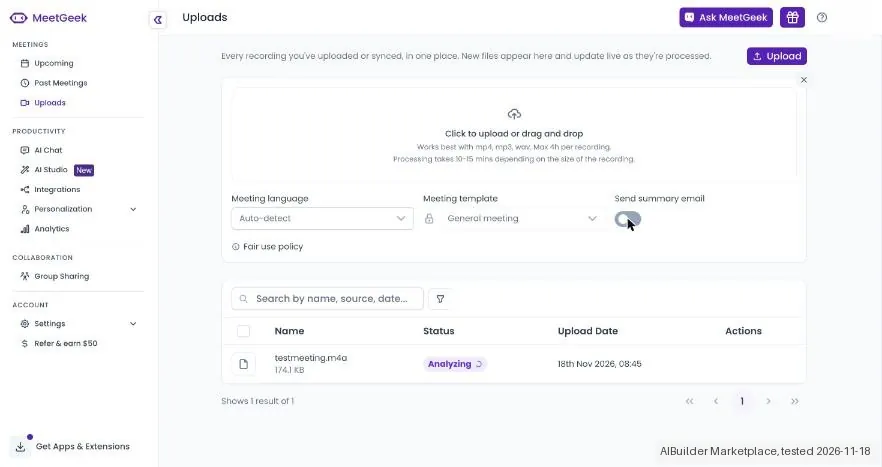 MeetGeek
Uploads
Ask MeetGeek
MEETINGS
Upcoming
Past Meetings
Uploads
PRODUCTIVITY
AI Chat
AI Studio New
Integrations
Personalization
Analytics
COLLABORATION
Group Sharing
ACCOUNT
Settings
Refer & earn $50
Get Apps & Extensions
Every recording you've uploaded or synced, in one place. New files appear here and update live as they're processed.
Upload
Click to upload or drag and drop
Works best with mp4, mp3, wav, Max 4h per recording.
Processing takes 10-15 mins depending on the size of the recording.
Meeting language
Auto-detect
Meeting template
General meeting
Send summary email
Fair use policy
Search by name, source, date...
Name Status Upload Date Actions
testmeeting.m4a
174.1 KB
Analyzing
18th Nov 2026, 08:45
Shows 1 result of 1
1
AIBuilder Marketplace, tested 2026-11-18